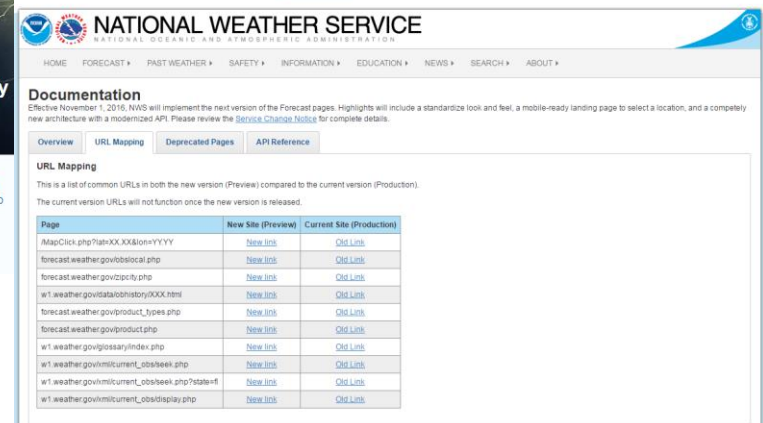 NATIONAL WEATHER SERVICE
NATIONAL OCEANIC AND ATMOSPHERIC ADMINISTRATION
HOME FORECAST PAST WEATHER SAFETY INFORMATION EDUCATION NEWS SEARCH ABOUT
y
Documentation
Effective November 1, 2016, NWS will implement the next version of the Forecast pages. Highlights will include a standardize look and feel, a mobile-ready landing page to select a location, and a competely
new architecture with a modernized API. Please review the Service Change Notice for complete details.
Overview URL Mapping Deprecated Pages API Reference
URL Mapping
This is a list of common URLs in both the new version (Preview) compared to the current version (Production).
The current version URLs will not function once the new version is released.
Page New Site (Preview) Current Site (Production)
/MapClick.php?lat=XX.XX&lon=YY.YY New link Old Link
forecast.weather.gov/obslocal.php New link Old Link
forecast.weather.gov/zipcity.php New link Old Link
w1.weather.gov/data/obhistory/XXX.html New link Old Link
forecast.weather.gov/product_types.php New link Old Link
forecast.weather.gov/product.php New link Old Link
w1.weather.gov/glossary/index.php New link Old Link
w1.weather.gov/xml/current_obs/seek.php New link Old Link
w1.weather.gov/xml/current_obs/seek.php?state=fl New link Old Link
w1.weather.gov/xml/current_obs/display.php New link Old Link